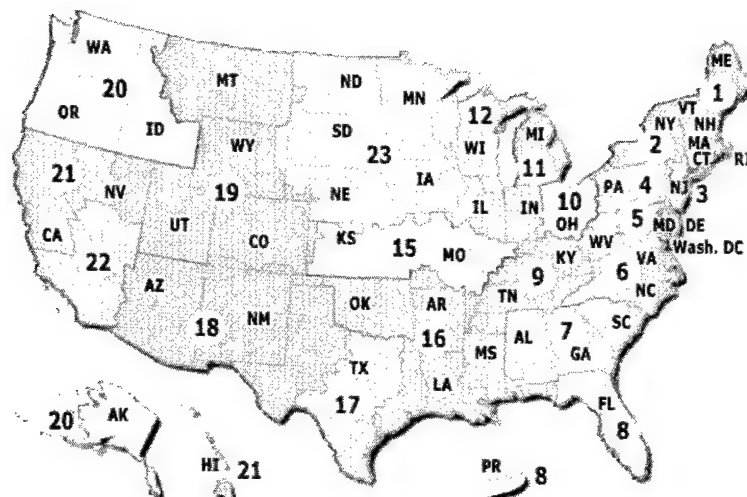 WA
MT
ND
MN
ME
20
OR
ID
SD
12
WI
MI
VT
1
NY
NH
2
MA
CT
RI
WY
23
11
21
NV
19
NE
IA
IL
IN
10
OH
PA
4
NJ
3
UT
CO
KS
15
MO
5
MD
DE
WV
Wash. DC
CA
22
KY
VA
9
6
AZ
TN
NC
18
NM
OK
AR
16
MS
AL
7
GA
SC
TX
17
LA
FL
8
20
AK
HI
21
PR
8